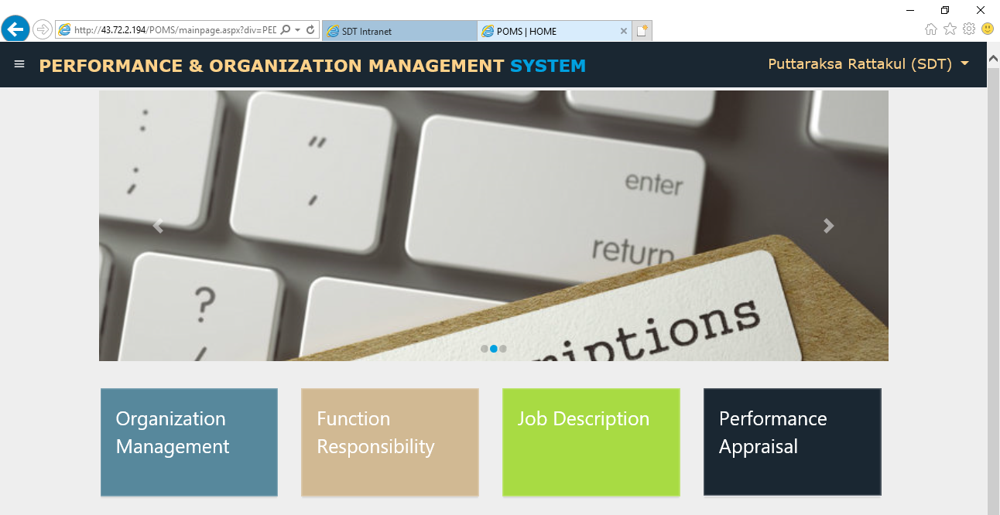 http://43.72.2.194/POMS/mainpage.aspx?div=PED
SDT Intranet
POMS | HOME
PERFORMANCE & ORGANIZATION MANAGEMENT SYSTEM
Puttaraksa Rattakul (SDT)
: "
; ,
enter
return
?
/
riptions
Organization
Management
Function
Responsibility
Job Description
Performance
Appraisal